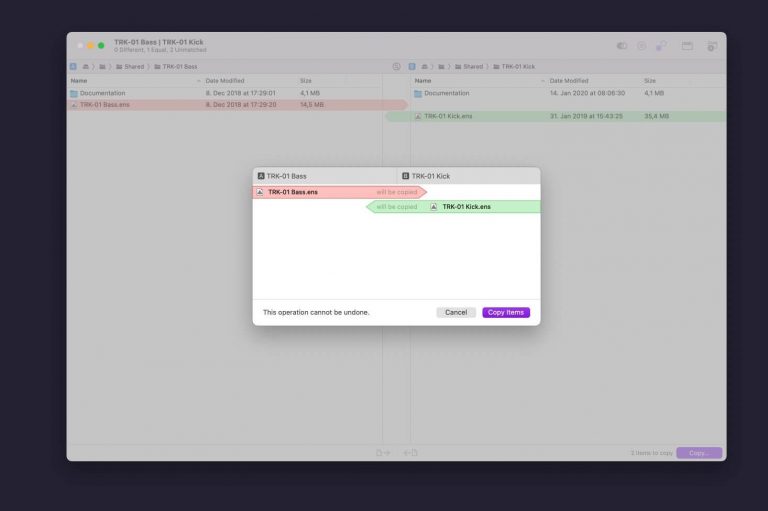 TRK-01 Bass | TRK-01 Kick
0 Different, 1 Equal, 2 Unmatched
A 〉 〉 〉 Shared 〉 TRK-01 Bass
B 〉 〉 〉 Shared 〉 TRK-01 Kick
Name Date Modified Size
Name Date Modified Size
Documentation 8. Dec 2018 at 17:29:01 4,1 MB
Documentation 14. Jan 2020 at 08:06:30 4,1 MB
TRK-01 Bass.ens 8. Dec 2018 at 17:29:20 14,5 MB
TRK-01 Kick.ens 31. Jan 2019 at 15:43:25 35,4 MB
A TRK-01 Bass
B TRK-01 Kick
TRK-01 Bass.ens will be copied
will be copied TRK-01 Kick.ens
This operation cannot be undone.
Cancel
Copy Items
2 items to copy
Copy...